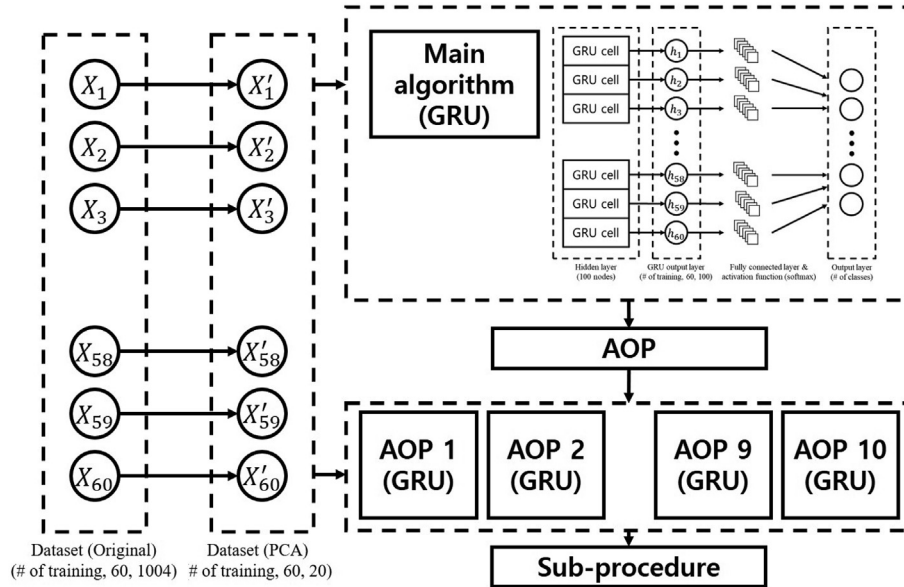 X₁
X₂
X₃
X₅₈
X₅₉
X₆₀
Dataset (Original)
(# of training, 60, 1004)
X′₁
X′₂
X′₃
X′₅₈
X′₅₉
X′₆₀
Dataset (PCA)
# of training, 60, 20)
Main
algorithm
(GRU)
GRU cell
GRU cell
GRU cell
GRU cell
GRU cell
GRU cell
Hidden layer
(100 nodes)
h₁
h₂
h₃
h₅₈
h₅₉
h₆₀
GRU output layer
(# of training, 60, 100)
Fully connected layer &
activation function (softmax)
Output layer
(# of classes)
AOP
AOP 1
(GRU)
AOP 2
(GRU)
AOP 9
(GRU)
AOP 10
(GRU)
Sub-procedure